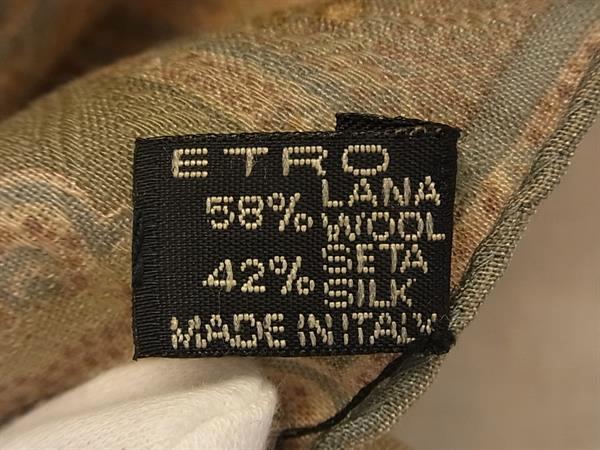 ETRO
58% LANA
WOOL
42% SETA
SILK
MADE IN ITALY